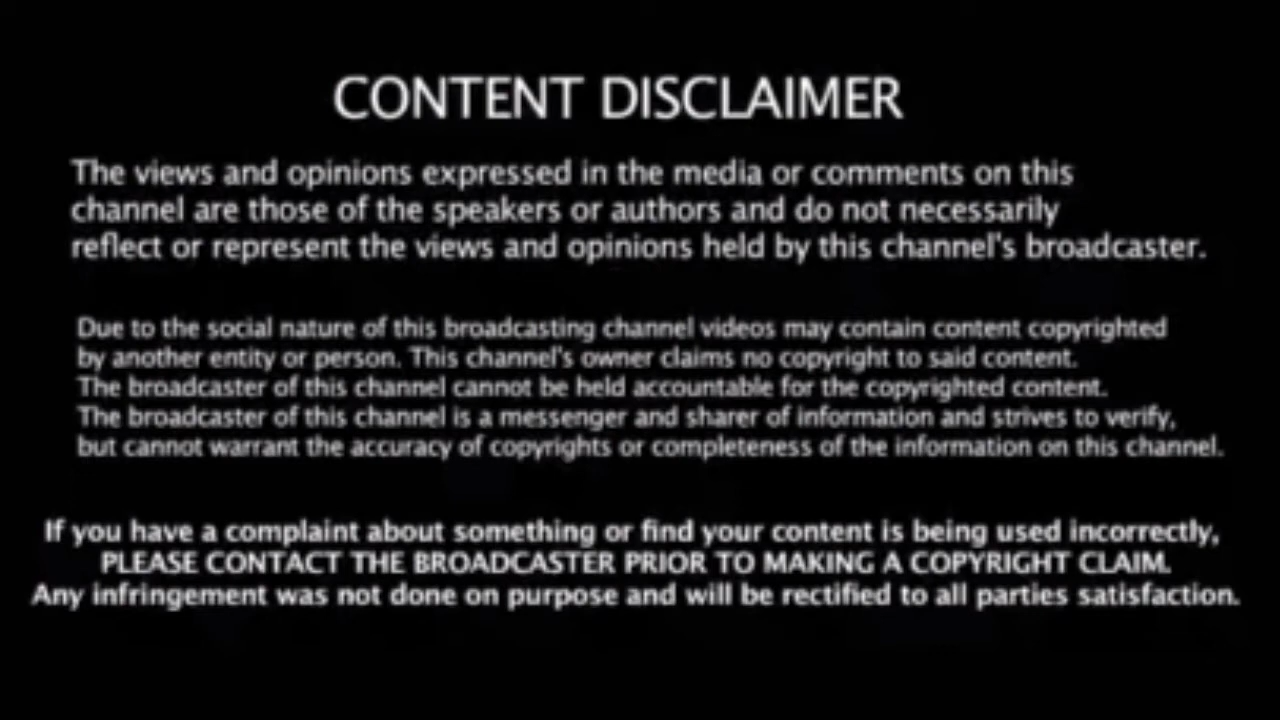 CONTENT DISCLAIMER
The views and opinions expressed in the media or comments on this
channel are those of the speakers or authors and do not necessarily
reflect or represent the views and opinions held by this channel's broadcaster.
Due to the social nature of this broadcasting channel videos may contain content copyrighted
by another entity or person. This channel's owner claims no copyright to said content.
The broadcaster of this channel cannot be held accountable for the copyrighted content.
The broadcaster of this channel is a messenger and sharer of information and strives to verify,
but cannot warrant the accuracy of copyrights or completeness of the information on this channel.
If you have a complaint about something or find your content is being used incorrectly,
PLEASE CONTACT THE BROADCASTER PRIOR TO MAKING A COPYRIGHT CLAIM.
Any infringement was not done on purpose and will be rectified to all parties satisfaction.